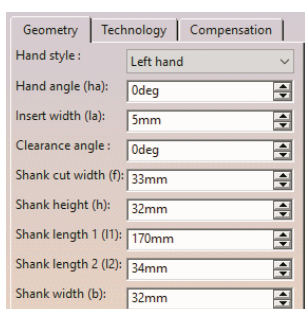 Geometry Technology Compensation
Hand style : Left hand
Hand angle (ha): 0deg
Insert width (la): 5mm
Clearance angle : 0deg
Shank cut width (f): 33mm
Shank height (h): 32mm
Shank length 1 (l1): 170mm
Shank length 2 (l2): 34mm
Shank width (b): 32mm